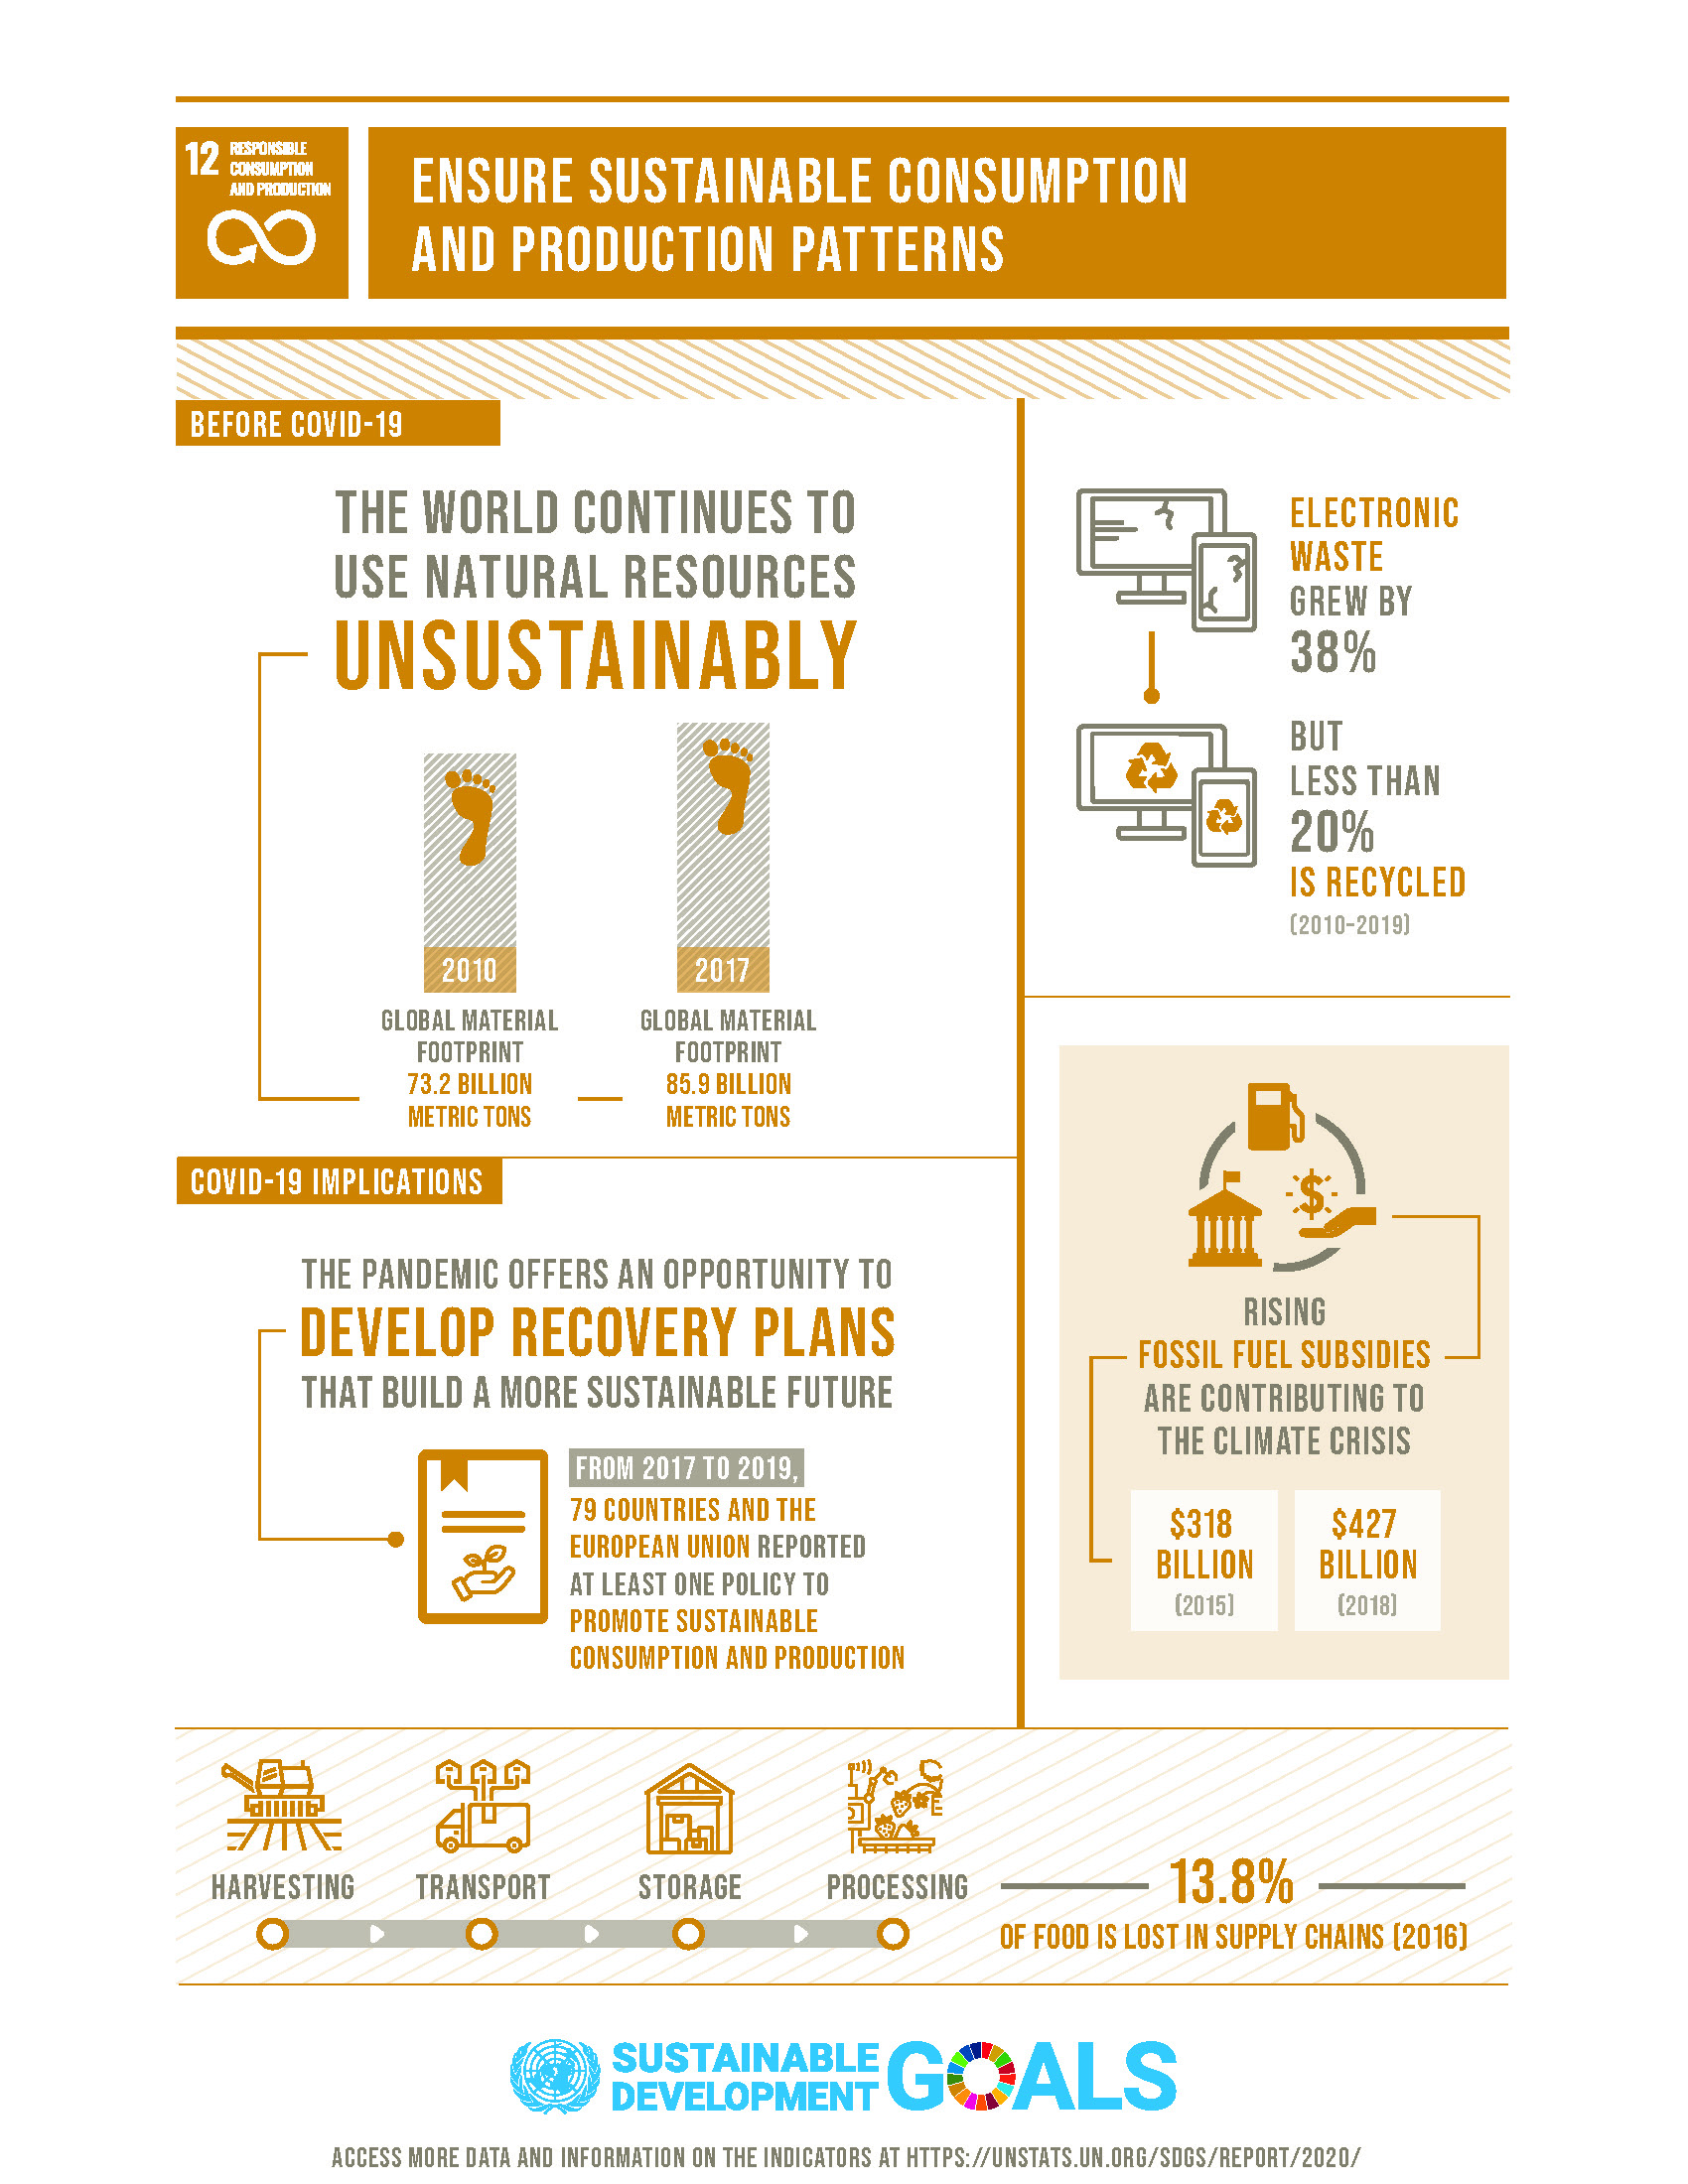 12 RESPONSIBLE
CONSUMPTION
AND PRODUCTION
ENSURE SUSTAINABLE CONSUMPTION
AND PRODUCTION PATTERNS
BEFORE COVID-19
THE WORLD CONTINUES TO
USE NATURAL RESOURCES
UNSUSTAINABLY
2010
GLOBAL MATERIAL
FOOTPRINT
73.2 BILLION
METRIC TONS
2017
GLOBAL MATERIAL
FOOTPRINT
85.9 BILLION
METRIC TONS
ELECTRONIC
WASTE
GREW BY
38%
BUT
LESS THAN
20%
IS RECYCLED
(2010-2019)
COVID-19 IMPLICATIONS
THE PANDEMIC OFFERS AN OPPORTUNITY TO
DEVELOP RECOVERY PLANS
THAT BUILD A MORE SUSTAINABLE FUTURE
FROM 2017 TO 2019,
79 COUNTRIES AND THE
EUROPEAN UNION REPORTED
AT LEAST ONE POLICY TO
PROMOTE SUSTAINABLE
CONSUMPTION AND PRODUCTION
$
RISING
FOSSIL FUEL SUBSIDIES
ARE CONTRIBUTING TO
THE CLIMATE CRISIS
$318
BILLION
(2015)
$427
BILLION
(2018)
HARVESTING
TRANSPORT
STORAGE
PROCESSING
13.8%
OF FOOD IS LOST IN SUPPLY CHAINS (2016)
SUSTAINABLE
DEVELOPMENT
GOALS
ACCESS MORE DATA AND INFORMATION ON THE INDICATORS AT HTTPS://UNSTATS.UN.ORG/SDGS/REPORT/2020/